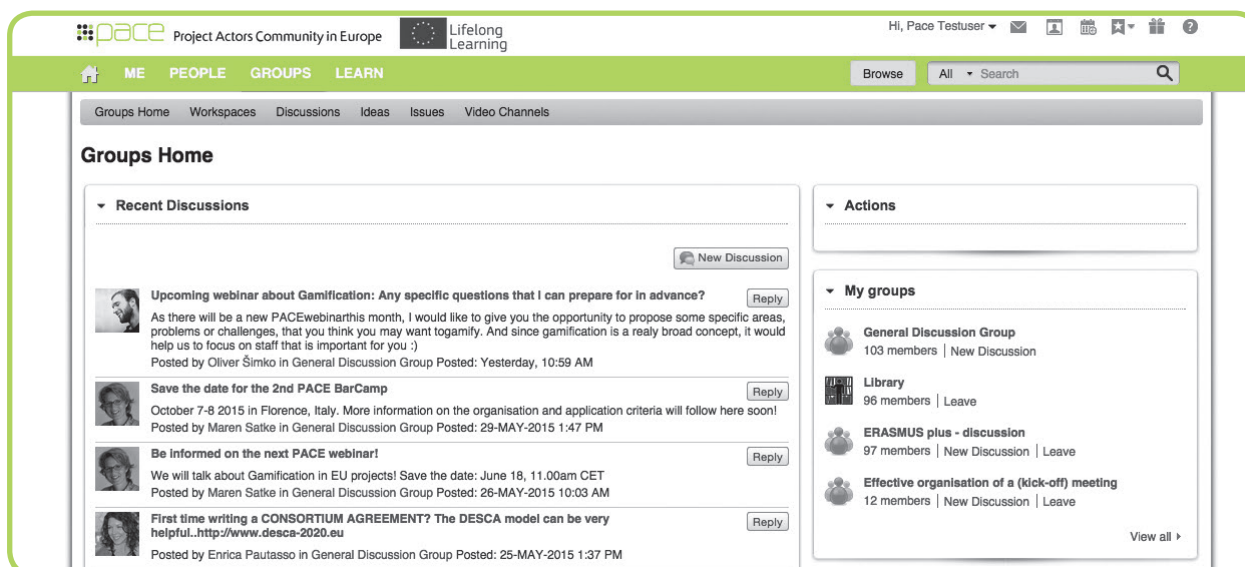 pace Project Actors Community in Europe
Lifelong
Learning
Hi, Pace Testuser
ME PEOPLE GROUPS LEARN
Browse All Search
Groups Home Workspaces Discussions Ideas Issues Video Channels
Groups Home
Recent Discussions
New Discussion
Upcoming webinar about Gamification: Any specific questions that I can prepare for in advance?
Reply
As there will be a new PACEwebinarthis month, I would like to give you the opportunity to propose some specific areas,
problems or challenges, that you think you may want togamify. And since gamification is a realy broad concept, it would
help us to focus on staff that is important for you :)
Posted by Oliver Šimko in General Discussion Group Posted: Yesterday, 10:59 AM
Save the date for the 2nd PACE BarCamp
Reply
October 7-8 2015 in Florence, Italy. More information on the organisation and application criteria will follow here soon!
Posted by Maren Satke in General Discussion Group Posted: 29-MAY-2015 1:47 PM
Be informed on the next PACE webinar!
Reply
We will talk about Gamification in EU projects! Save the date: June 18, 11.00am CET
Posted by Maren Satke in General Discussion Group Posted: 26-MAY-2015 10:03 AM
First time writing a CONSORTIUM AGREEMENT? The DESCA model can be very
helpful..http://www.desca-2020.eu
Reply
Posted by Enrica Pautasso in General Discussion Group Posted: 25-MAY-2015 1:37 PM
Actions
My groups
General Discussion Group
103 members | New Discussion
Library
96 members | Leave
ERASMUS plus - discussion
97 members | New Discussion | Leave
Effective organisation of a (kick-off) meeting
12 members | New Discussion | Leave
View all